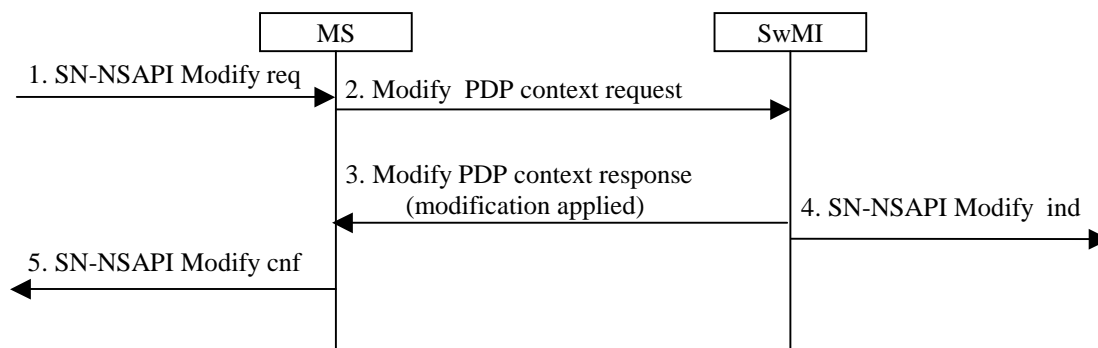 MS
SwMI
1. SN-NSAPI Modify req
2. Modify PDP context request
3. Modify PDP context response
(modification applied)
4. SN-NSAPI Modify ind
5. SN-NSAPI Modify cnf